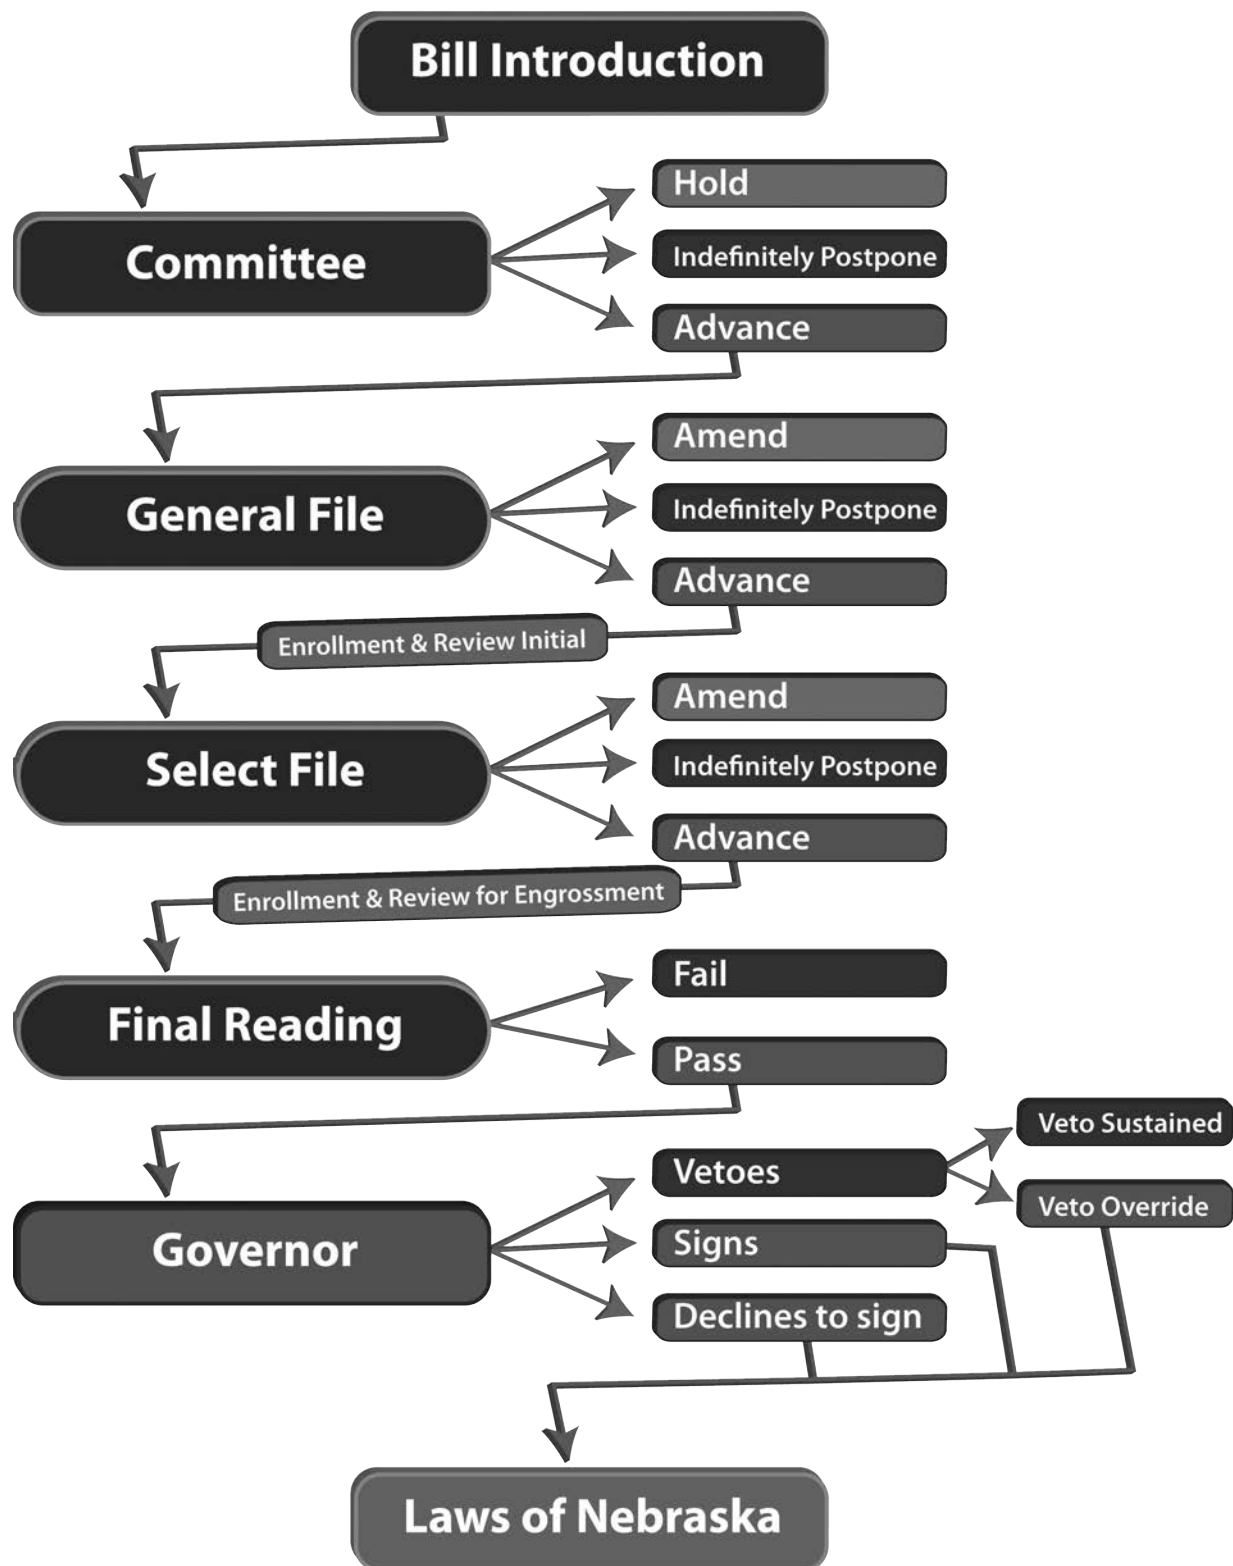 Bill Introduction
Committee
Hold
Indefinitely Postpone
Advance
General File
Amend
Indefinitely Postpone
Advance
Enrollment & Review Initial
Select File
Amend
Indefinitely Postpone
Advance
Enrollment & Review for Engrossment
Final Reading
Fail
Pass
Governor
Vetoes
Veto Sustained
Veto Override
Signs
Declines to sign
Laws of Nebraska